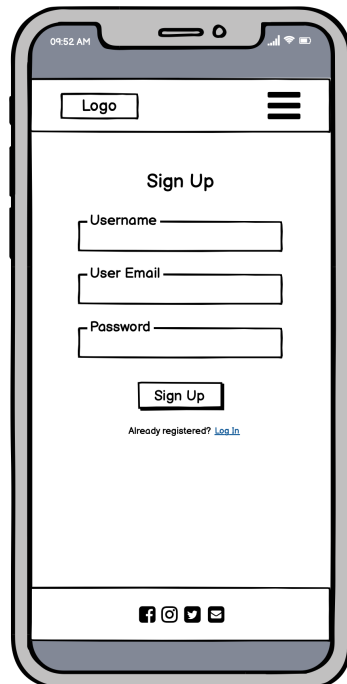 09:52 AM
Logo
Sign Up
Username
User Email
Password
Sign Up
Already registered? Log In